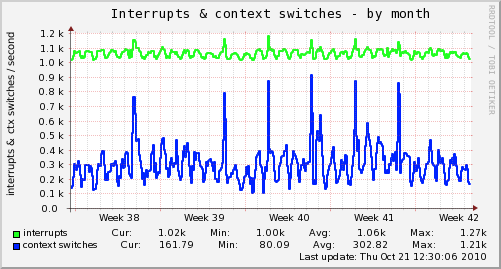 Interrupts & context switches - by month
RRDTOOL / TOBI OETIKER
interrupts & ctx switches / second
1.2 k
1.1 k
1.0 k
0.9 k
0.8 k
0.7 k
0.6 k
0.5 k
0.4 k
0.3 k
0.2 k
0.1 k
0.0
Week 38 Week 39 Week 40 Week 41 Week 42
interrupts Cur: 1.02k Min: 1.00k Avg: 1.06k Max: 1.27k
context switches Cur: 161.79 Min: 80.09 Avg: 302.82 Max: 1.21k
Last update: Thu Oct 21 12:30:06 2010